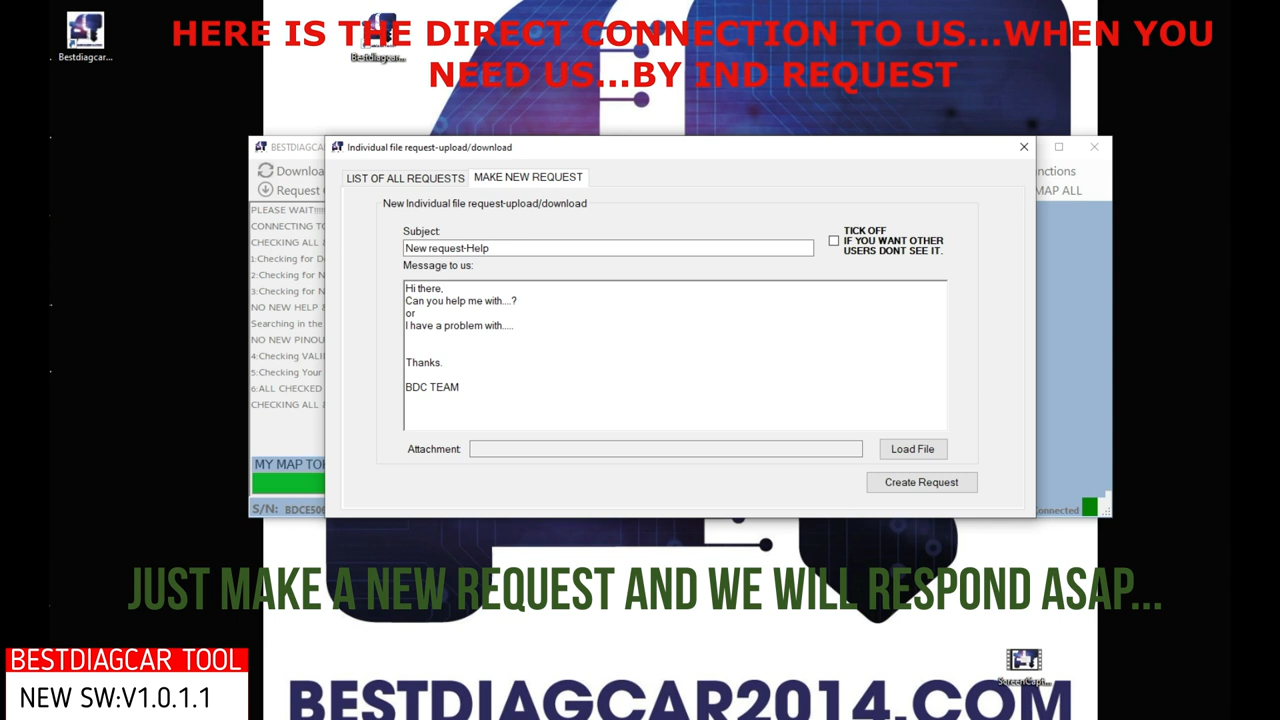 HERE IS THE DIRECT CONNECTION TO US...WHEN YOU
NEED US...BY IND REQUEST
Bestdiagcar...
Bestdiagcar...
BESTDIAGCA
Individual file request-upload/download
Downloa
Request
nctions
MAP ALL
LIST OF ALL REQUESTS
MAKE NEW REQUEST
PLEASE WAIT!!!!
CONNECTING TO
CHECKING ALL &
1:Checking for D
2:Checking for N
3:Checking for N
NO NEW HELP &
Searching in the
NO NEW PINOU
4:Checking VALI
5:Checking Your
6:ALL CHECKED
CHECKING ALL &
MY MAP TOK
S/N: BDCE506
New Individual file request-upload/download
Subject:
New request-Help
TICK OFF
IF YOU WANT OTHER
USERS DONT SEE IT.
Message to us:
Hi there,
Can you help me with....?
or
I have a problem with.....
Thanks.
BDC TEAM
Attachment:
Load File
Create Request
onnected
JUST MAKE A NEW REQUEST AND WE WILL RESPOND ASAP...
BESTDIAGCAR TOOL
NEW SW:V1.0.1.1
ScreenCapt...
BESTDIAGCAR2014.COM